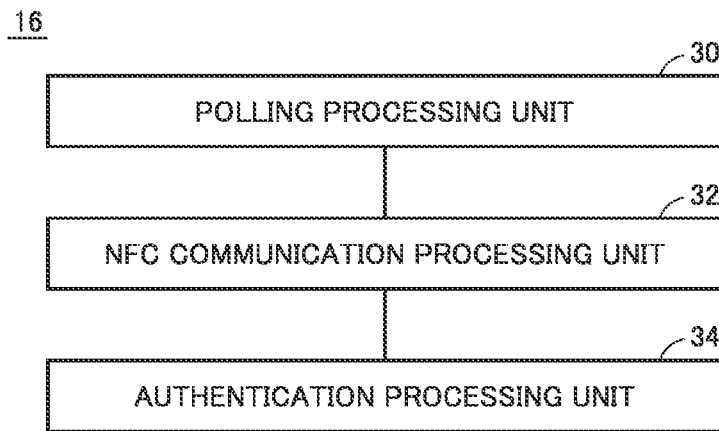 16
30
POLLING PROCESSING UNIT
32
NFC COMMUNICATION PROCESSING UNIT
34
AUTHENTICATION PROCESSING UNIT